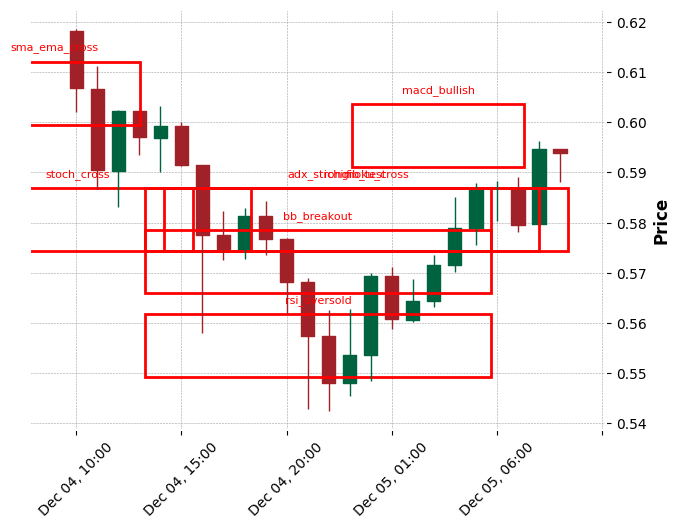 sma_ema_cross
macd_bullish
stoch_cross
bb_breakout
0.62
0.61
0.60
0.59
0.58
0.57
0.56
0.55
0.54
Price
Dec 04, 10:00
Dec 04, 15:00
Dec 04, 20:00
Dec 05, 01:00
Dec 05, 06:00